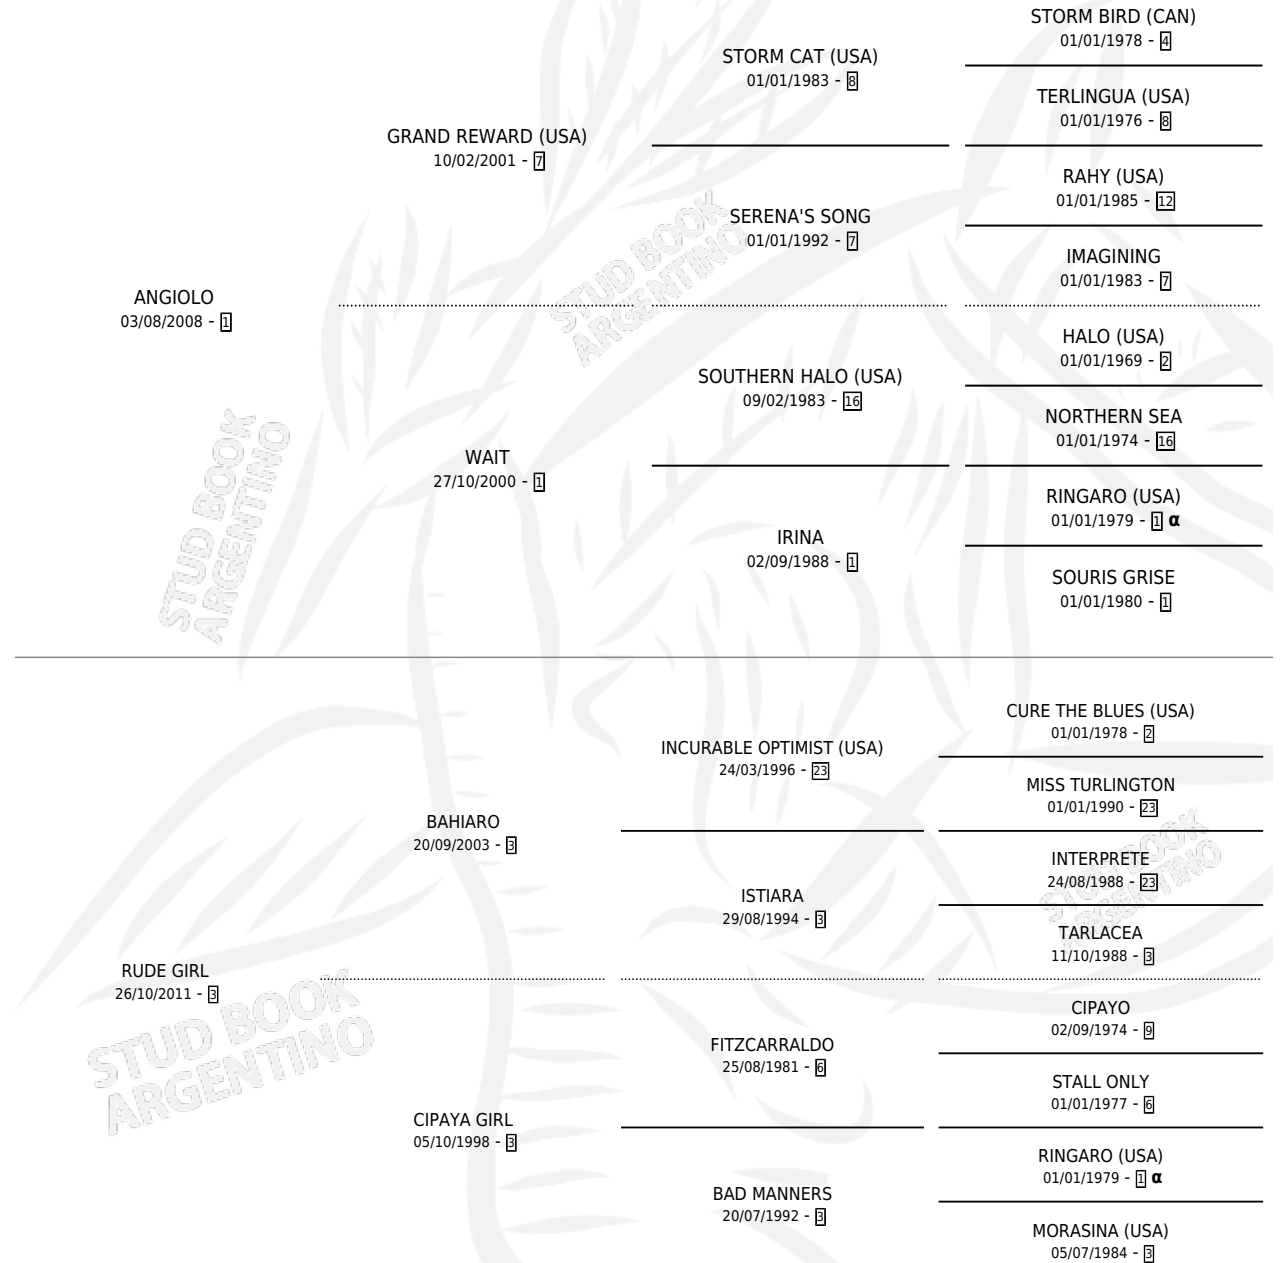 STORM BIRD (CAN)
01/01/1978 - 4
STORM CAT (USA)
01/01/1983 - 8
TERLINGUA (USA)
01/01/1976 - 8
GRAND REWARD (USA)
10/02/2001 - 7
RAHY (USA)
01/01/1985 - 12
SERENA'S SONG
01/01/1992 - 7
IMAGINING
01/01/1983 - 7
ANGIOLO
03/08/2008 - 1
HALO (USA)
01/01/1969 - 2
SOUTHERN HALO (USA)
09/02/1983 - 16
NORTHERN SEA
01/01/1974 - 16
WAIT
27/10/2000 - 1
RINGARO (USA)
01/01/1979 - 1 α
IRINA
02/09/1988 - 1
SOURIS GRISE
01/01/1980 - 1
STUD BOOK
ARGENTINO
STUD BOOK
ARGENTINO
CURE THE BLUES (USA)
01/01/1978 - 2
INCURABLE OPTIMIST (USA)
24/03/1996 - 23
MISS TURLINGTON
01/01/1990 - 23
BAHIARO
20/09/2003 - 3
INTERPRETE
24/08/1988 - 23
ISTIARA
29/08/1994 - 3
TARLACEA
11/10/1988 - 3
RUDE GIRL
26/10/2011 - 3
CIPAYO
02/09/1974 - 9
FITZCARRALDO
25/08/1981 - 6
STALL ONLY
01/01/1977 - 6
CIPAYA GIRL
05/10/1998 - 3
RINGARO (USA)
01/01/1979 - 1 α
BAD MANNERS
20/07/1992 - 3
MORASINA (USA)
05/07/1984 - 3
STUD BOOK
ARGENTINO
STUD BOOK
ARGENTINO